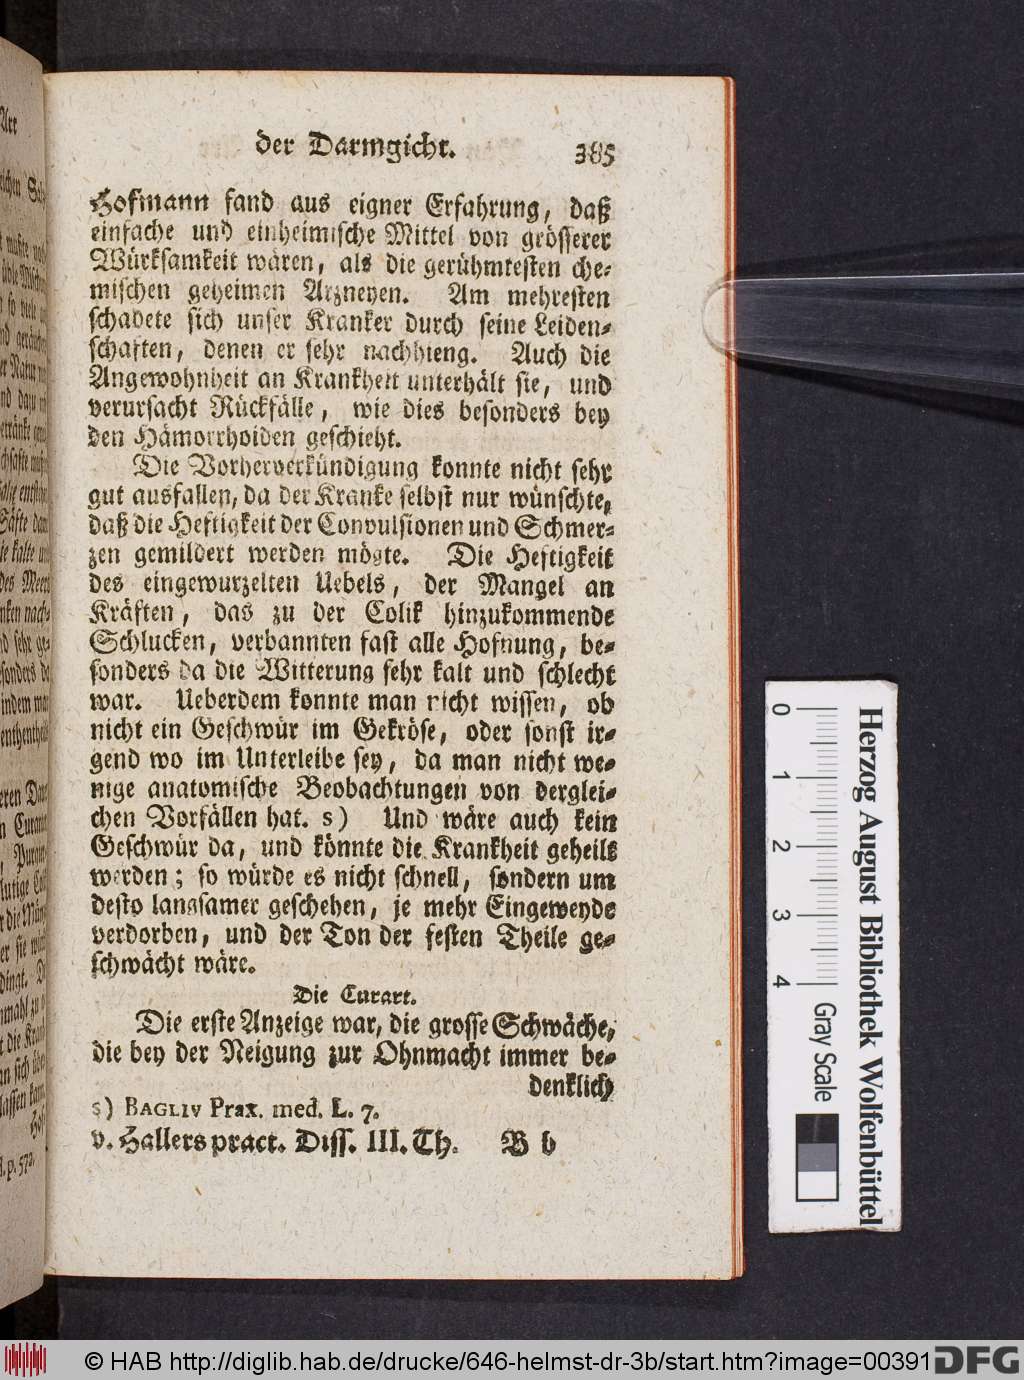 der Darmgicht. 385
Hofmann fand aus eigner Erfahrung, daß
einfache und einheimische Mittel von grösserer
Würksamkeit wären, als die gerühmtesten che-
mischen geheimen Arzneyen. Am mehresten
schadete sich unser Kranker durch seine Leiden-
schaften, denen er sehr nachhieng. Auch die
Angewohnheit an Krankheit unterhält sie, und
verursacht Rückfälle, wie dies besonders bey
den Hämorrhoiden geschieht.
Die Vorherverkündigung konnte nicht sehr
gut ausfallen, da der Kranke selbst nur wünschte,
daß die Heftigkeit der Convulsionen und Schmer-
zen gemildert werden mögte. Die Heftigkeit
des eingewurzelten Uebels, der Mangel an
Kräften, das zu der Colik hinzukommende
Schlucken, verbannten fast alle Hofnung, be-
sonders da die Witterung sehr kalt und schlecht
war. Ueberdem konnte man nicht wissen, ob
nicht ein Geschwür im Gekröse, oder sonst ir-
gend wo im Unterleibe sey, da man nicht we-
nige anatomische Beobachtungen von derglei-
chen Vorfällen hat. s) Und wäre auch kein
Geschwür da, und könnte die Krankheit geheilt
werden; so würde es nicht schnell, sondern um
desto langsamer geschehen, je mehr Eingeweyde
verdorben, und der Ton der festen Theile ge-
schwächt wäre.
Die Curart.
Die erste Anzeige war, die grosse Schwäche,
die bey der Neigung zur Ohnmacht immer be-
denklich
s) BAGLIV Prax. med. L. 7.
v. Hallers pract. Diss. III. Th. B b
0 1 2 3 4 Gray Scale
Herzog August Bibliothek Wolfenbüttel
© HAB http://diglib.hab.de/drucke/646-helmst-dr-3b/start.htm?image=00391
DFG